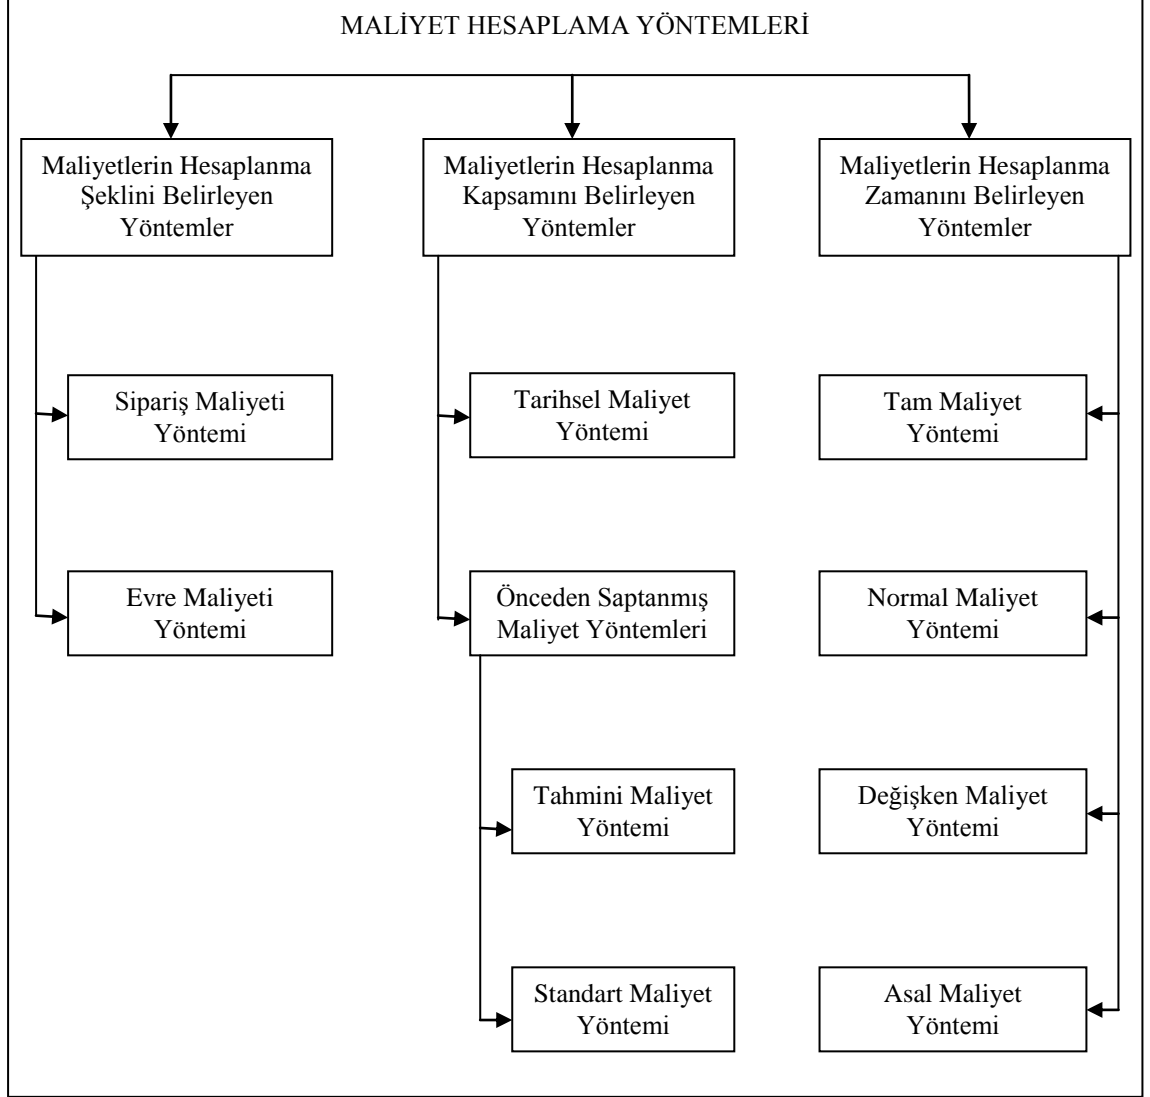 MALİYET HESAPLAMA YÖNTEMLERİ
Maliyetlerin Hesaplanma
Şeklini Belirleyen
Yöntemler
Maliyetlerin Hesaplanma
Kapsamını Belirleyen
Yöntemler
Maliyetlerin Hesaplanma
Zamanını Belirleyen
Yöntemler
Sipariş Maliyeti
Yöntemi
Tarihsel Maliyet
Yöntemi
Tam Maliyet
Yöntemi
Evre Maliyeti
Yöntemi
Önceden Saptanmış
Maliyet Yöntemleri
Normal Maliyet
Yöntemi
Tahmini Maliyet
Yöntemi
Değişken Maliyet
Yöntemi
Standart Maliyet
Yöntemi
Asal Maliyet
Yöntemi